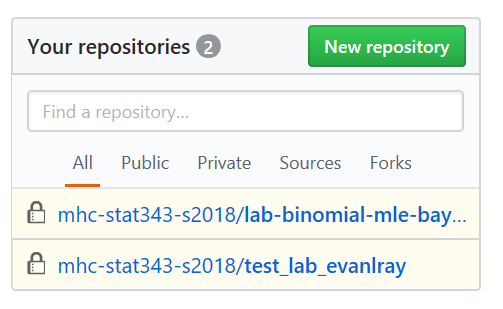 Your repositories 2 New repository
Find a repository...
All Public Private Sources Forks
mhc-stat343-s2018/lab-binomial-mle-bay...
mhc-stat343-s2018/test_lab_evanlray